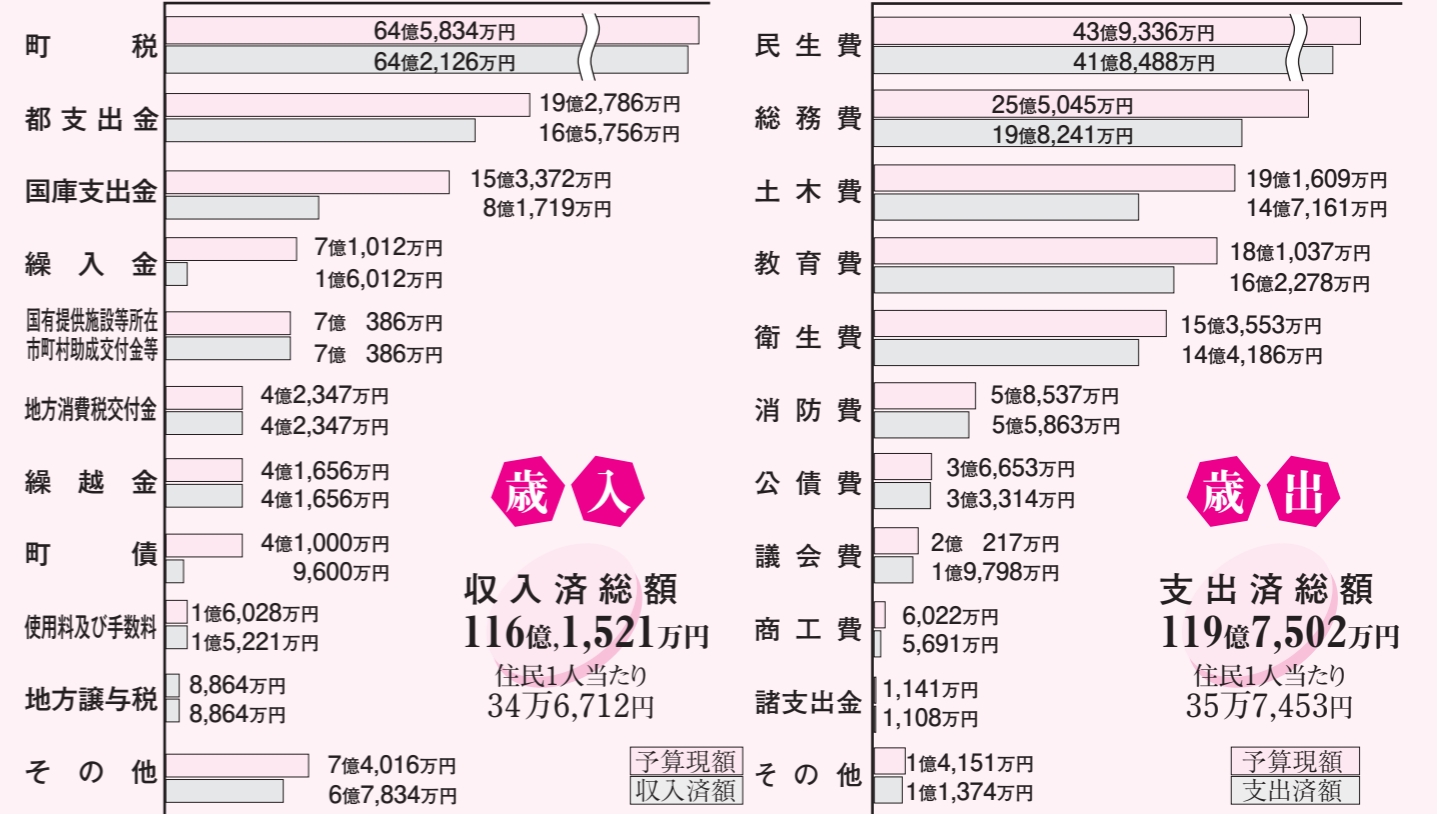 町税
64億5,834万円
64億2,126万円
都支出金
19億2,786万円
16億5,756万円
国庫支出金
15億3,372万円
8億1,719万円
繰入金
7億1,012万円
1億6,012万円
国有提供施設等所在
市町村助成交付金等
7億 386万円
7億 386万円
地方消費税交付金
4億2,347万円
4億2,347万円
繰越金
4億1,656万円
4億1,656万円
町債
4億1,000万円
9,600万円
使用料及び手数料
1億6,028万円
1億5,221万円
地方譲与税
8,864万円
8,864万円
その他
7億4,016万円
6億7,834万円
歳入
収入済総額
116億,1,521万円
住民1人当たり
34万6,712円
予算現額
収入済額
民生費
43億9,336万円
41億8,488万円
総務費
25億5,045万円
19億8,241万円
土木費
19億1,609万円
14億7,161万円
教育費
18億1,037万円
16億2,278万円
衛生費
15億3,553万円
14億4,186万円
消防費
5億8,537万円
5億5,863万円
公債費
3億6,653万円
3億3,314万円
議会費
2億 217万円
1億9,798万円
商工費
6,022万円
5,691万円
諸支出金
1,141万円
1,108万円
その他
1億4,151万円
1億1,374万円
歳出
支出済総額
119億7,502万円
住民1人当たり
35万7,453円
予算現額
支出済額